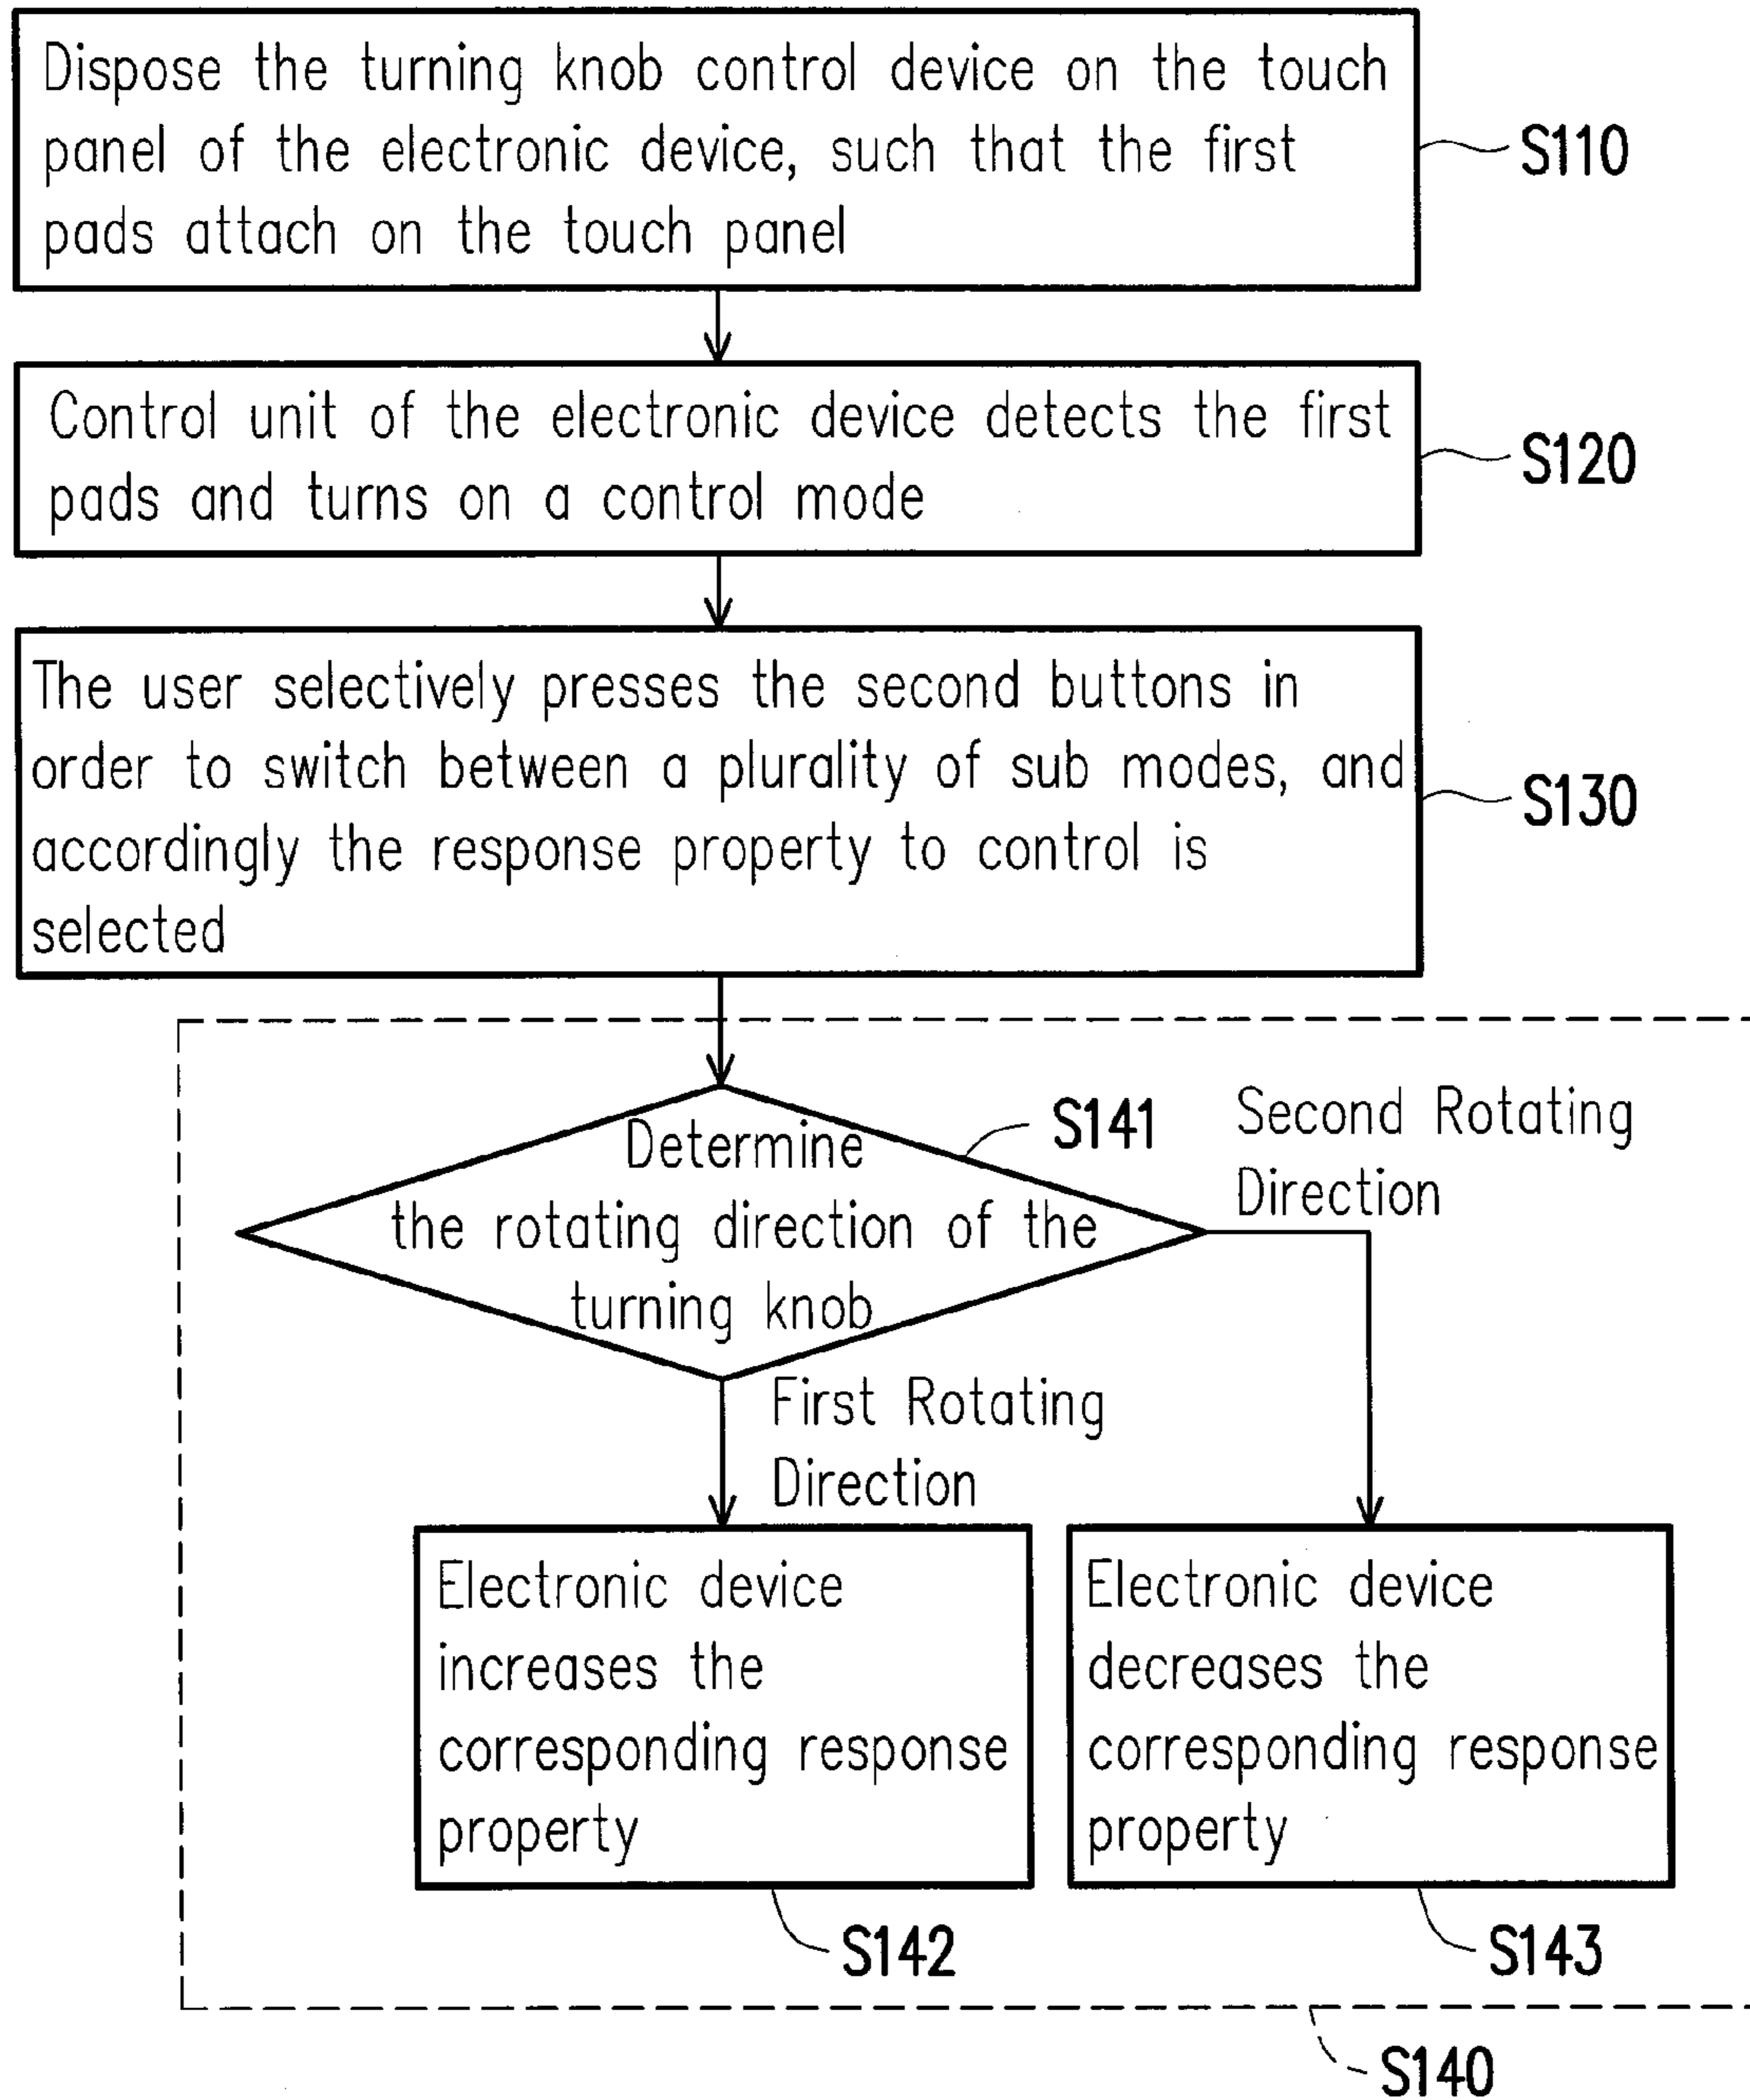 Dispose the turning knob control device on the touch
panel of the electronic device, such that the first
pads attach on the touch panel
S110
Control unit of the electronic device detects the first
pads and turns on a control mode
S120
The user selectively presses the second buttons in
order to switch between a plurality of sub modes, and
accordingly the response property to control is
selected
S130
Determine
the rotating direction of the
turning knob
S141
Second Rotating
Direction
First Rotating
Direction
Electronic device
increases the
corresponding response
property
S142
Electronic device
decreases the
corresponding response
property
S143
S140